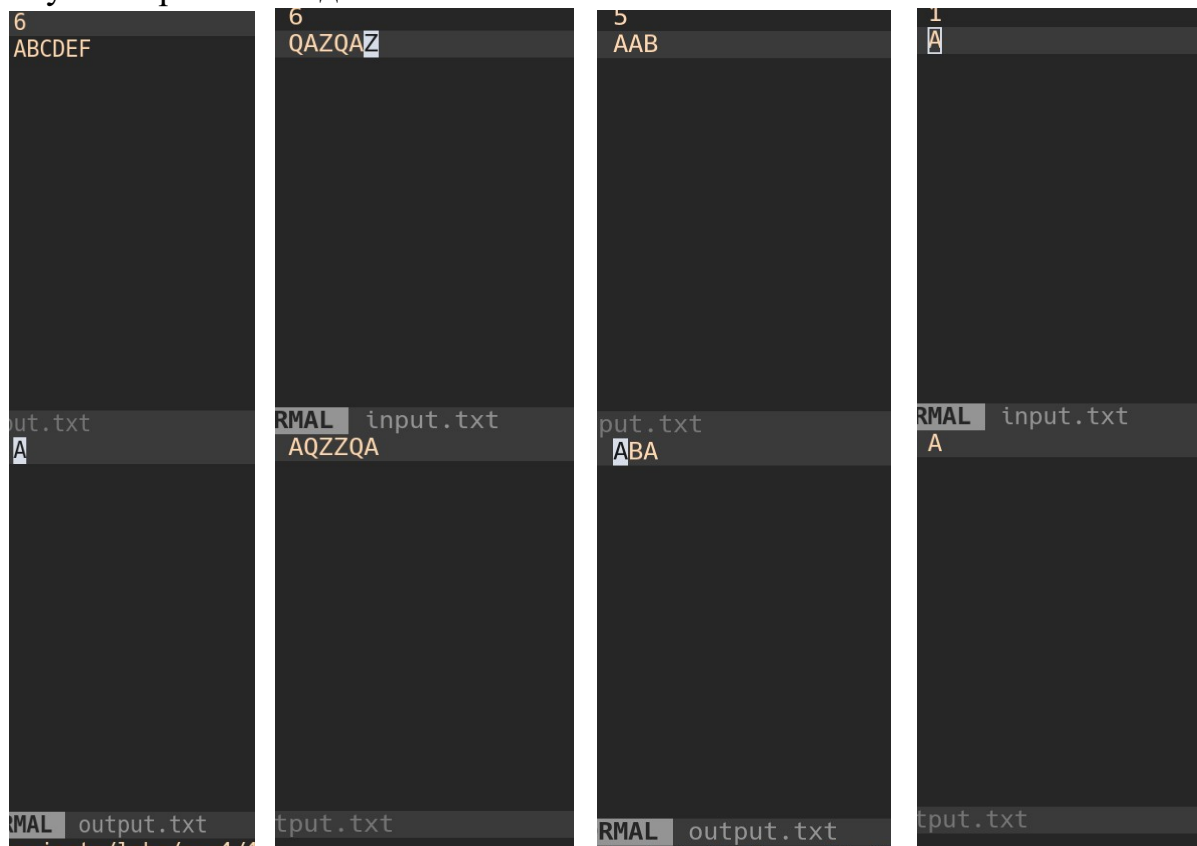 6
ABCDEF
put.txt
A
RMAL output.txt
6
QAZQAZ
RMAL input.txt
AQZZQA
tput.txt
5
AAB
put.txt
ABA
RMAL output.txt
1
A
RMAL input.txt
A
tput.txt